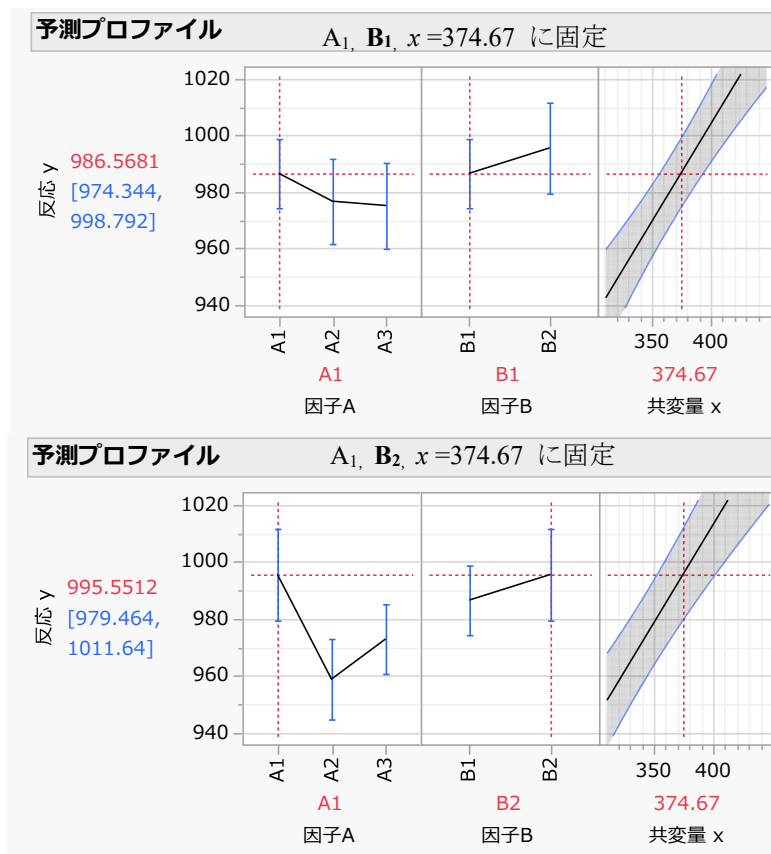 予測プロファイル A₁, B₁, x =374.67 に固定
1020
1000
980
960
940
反応 y
986.5681
[974.344,
998.792]
A1 A2 A3 B1 B2 350 400
A1 B1 374.67
因子A 因子B 共変量 x
予測プロファイル A₁, B₂, x =374.67 に固定
1020
1000
980
960
940
反応 y
995.5512
[979.464,
1011.64]
A1 A2 A3 B1 B2 350 400
A1 B2 374.67
因子A 因子B 共変量 x